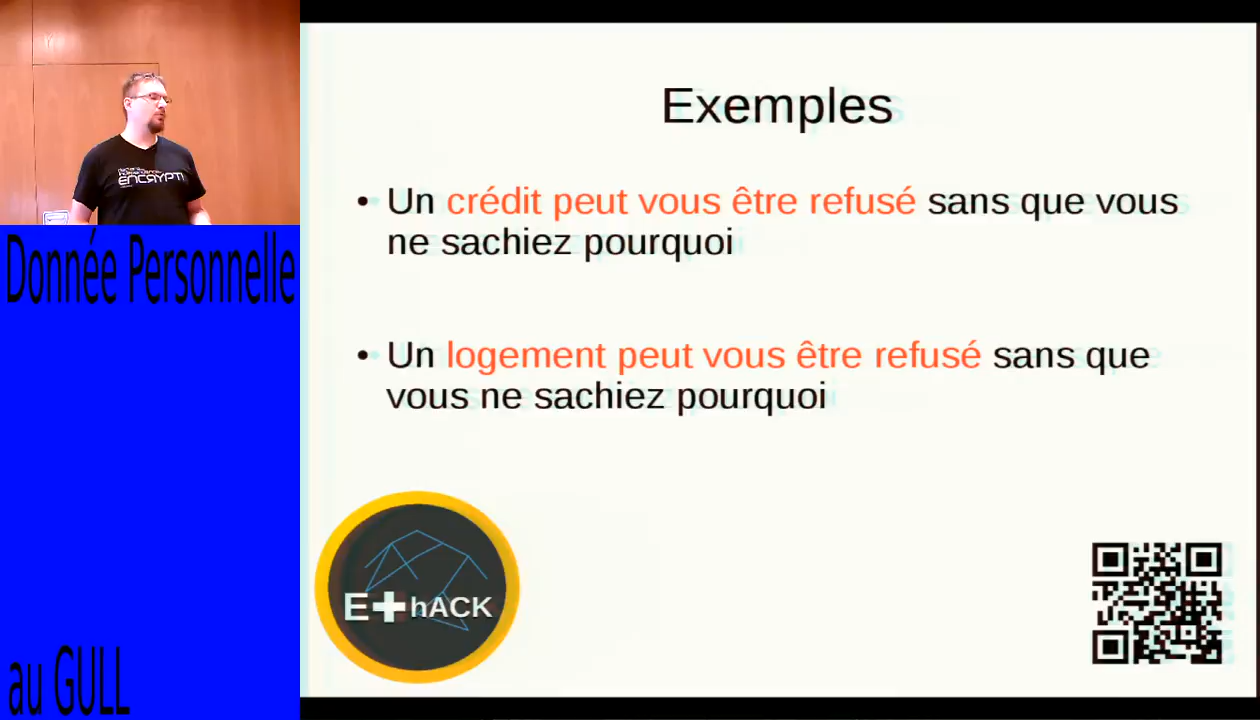 ENCRYPT!
Donnée Personnelle
au GULL
Exemples
• Un crédit peut vous être refusé sans que vous
ne sachiez pourquoi
• Un logement peut vous être refusé sans que
vous ne sachiez pourquoi
E+hACK